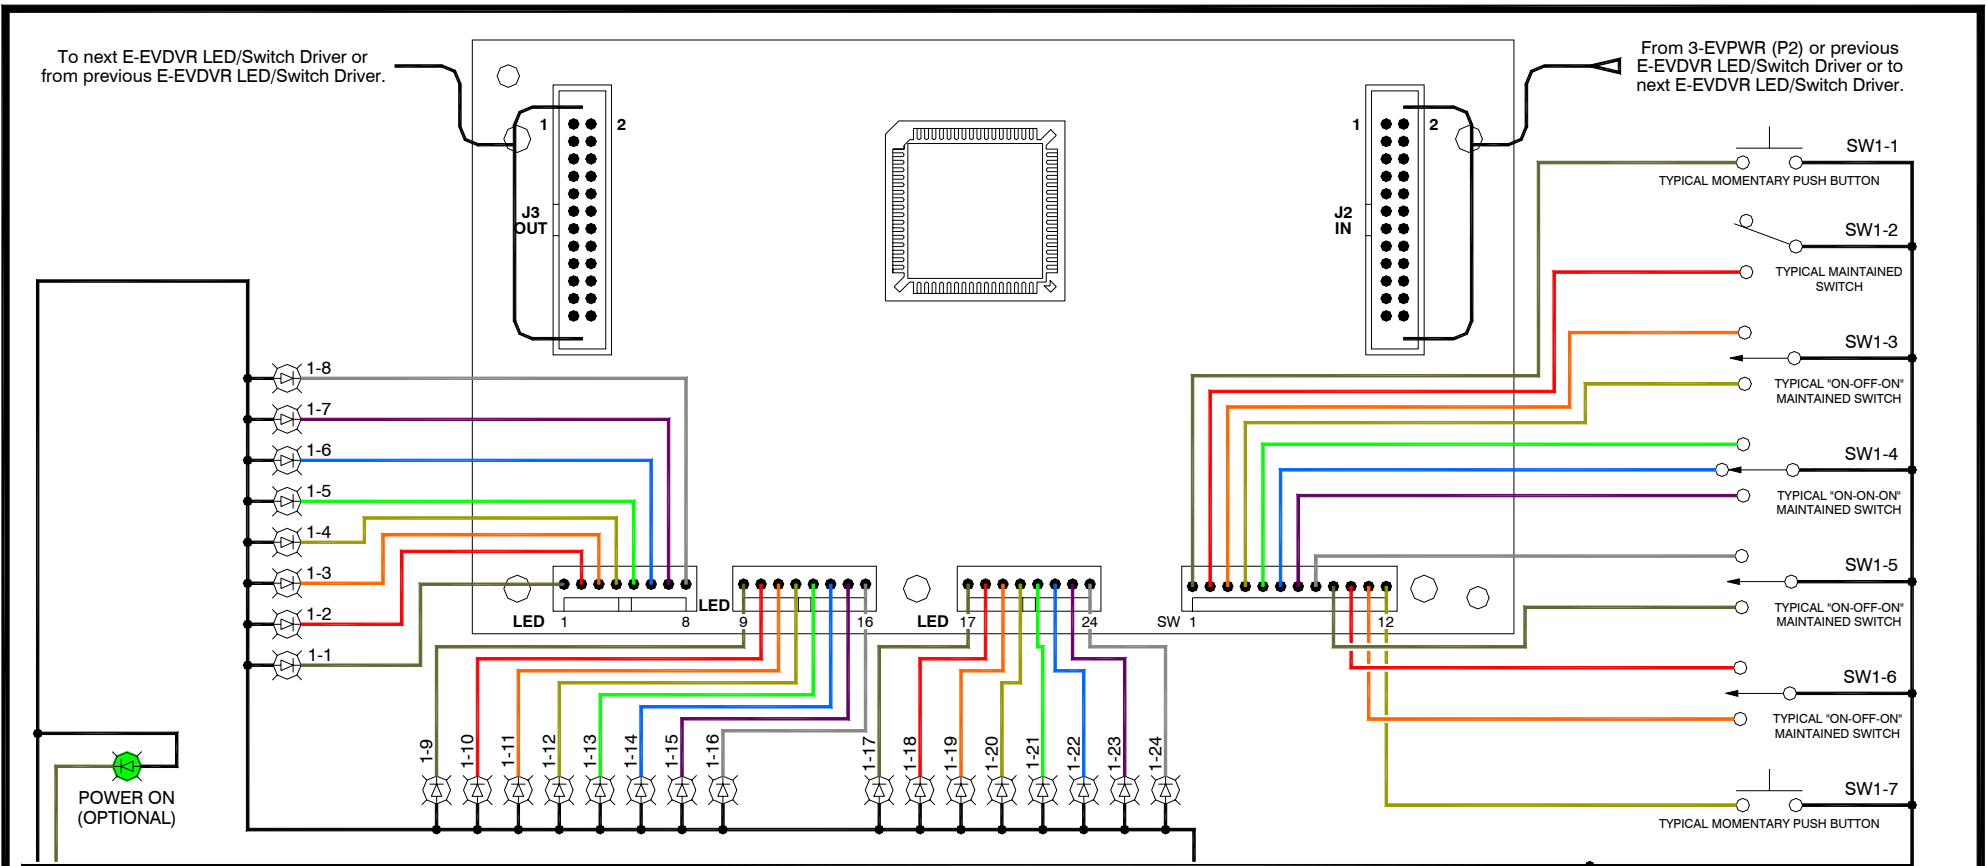 To next E-EVDVR LED/Switch Driver or
from previous E-EVDVR LED/Switch Driver.
From 3-EVPWR (P2) or previous
E-EVDVR LED/Switch Driver or to
next E-EVDVR LED/Switch Driver.
1
2
J3
OUT
1
2
J2
IN
SW1-1
TYPICAL MOMENTARY PUSH BUTTON
SW1-2
TYPICAL MAINTAINED
SWITCH
SW1-3
TYPICAL "ON-OFF-ON"
MAINTAINED SWITCH
SW1-4
TYPICAL "ON-ON-ON"
MAINTAINED SWITCH
SW1-5
TYPICAL "ON-OFF-ON"
MAINTAINED SWITCH
SW1-6
TYPICAL "ON-OFF-ON"
MAINTAINED SWITCH
SW1-7
TYPICAL MOMENTARY PUSH BUTTON
1-8
1-7
1-6
1-5
1-4
1-3
1-2
1-1
LED 1 8
LED
9 16
LED 17 24
SW 1 12
1-9
1-10
1-11
1-12
1-13
1-14
1-15
1-16
1-17
1-18
1-19
1-20
1-21
1-22
1-23
1-24
POWER ON
(OPTIONAL)